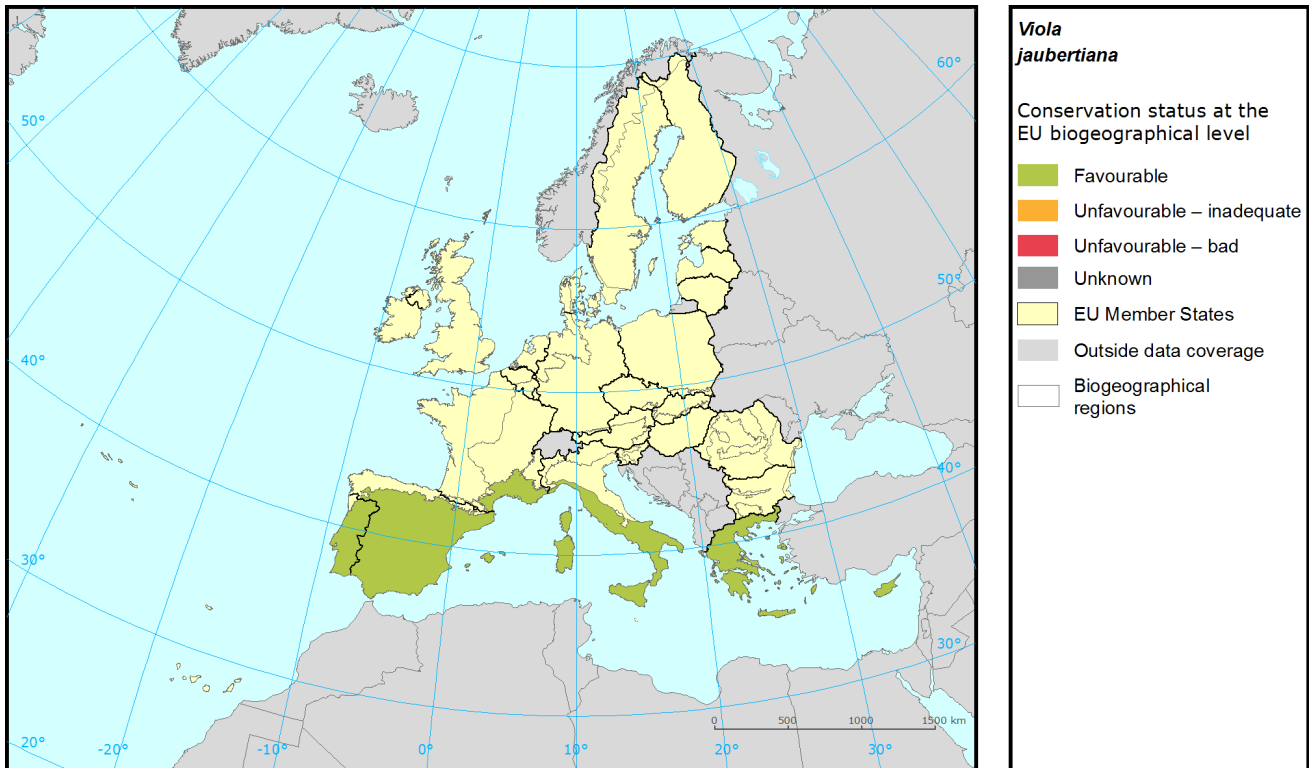 Viola
jaubertiana
Conservation status at the
EU biogeographical level
Favourable
Unfavourable – inadequate
Unfavourable – bad
Unknown
EU Member States
Outside data coverage
Biogeographical
regions
60°
50°
50°
40°
40°
30°
30°
0 500 1000 1500 km
20° -20° -10° 0° 10° 20° 30°